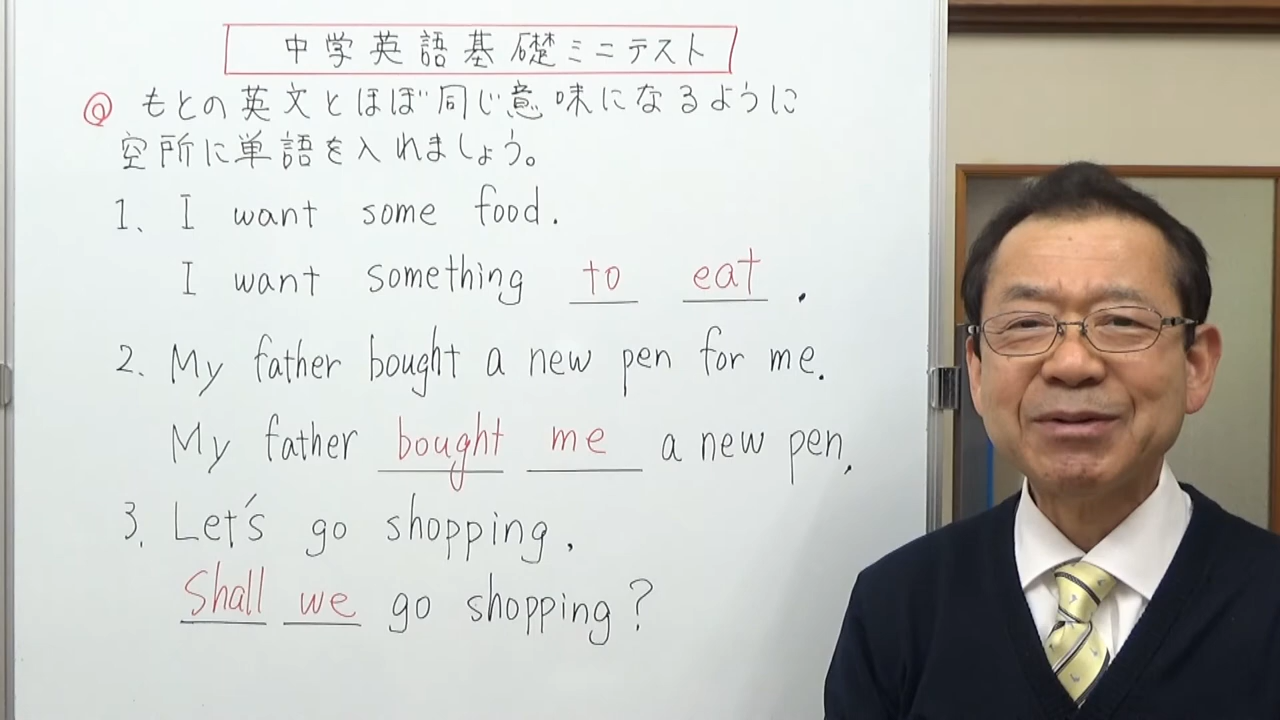 中学英語基礎ミニテスト
Q もとの英文とほぼ同じ意味になるように
空所に単語を入れましょう。
1. I want some food.
I want something to eat.
2. My father bought a new pen for me.
My father bought me a new pen.
3. Let's go shopping.
Shall we go shopping?